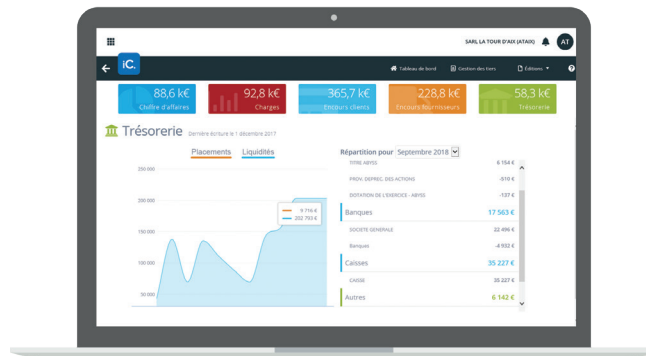 SARL LA TOUR D'AIX (ATAIX) AT
iC.
Tableau de bord Gestion des tiers Éditions
88,6 k€ 92,8 k€ 365,7 k€ 228,8 k€ 58,3 k€
Chiffre d'affaires Charges Encours clients Encours fournisseurs Trésorerie
Trésorerie Dernière écriture le 1 décembre 2017
Placements Liquidités
Répartition pour Septembre 2018
TITRE ABYSS 6 154 €
250 000
PROV. DEPREC. DES ACTIONS -510 €
DOTATION DE L'EXERCICE - ABYSS -137 €
200 000
9 716 €
202 793 €
Banques 17 563 €
150 000
SOCIETE GENERALE 22 496 €
Banques -4 932 €
100 000
Caisses 35 227 €
CAISSE 35 227 €
50 000
Autres 6 142 €